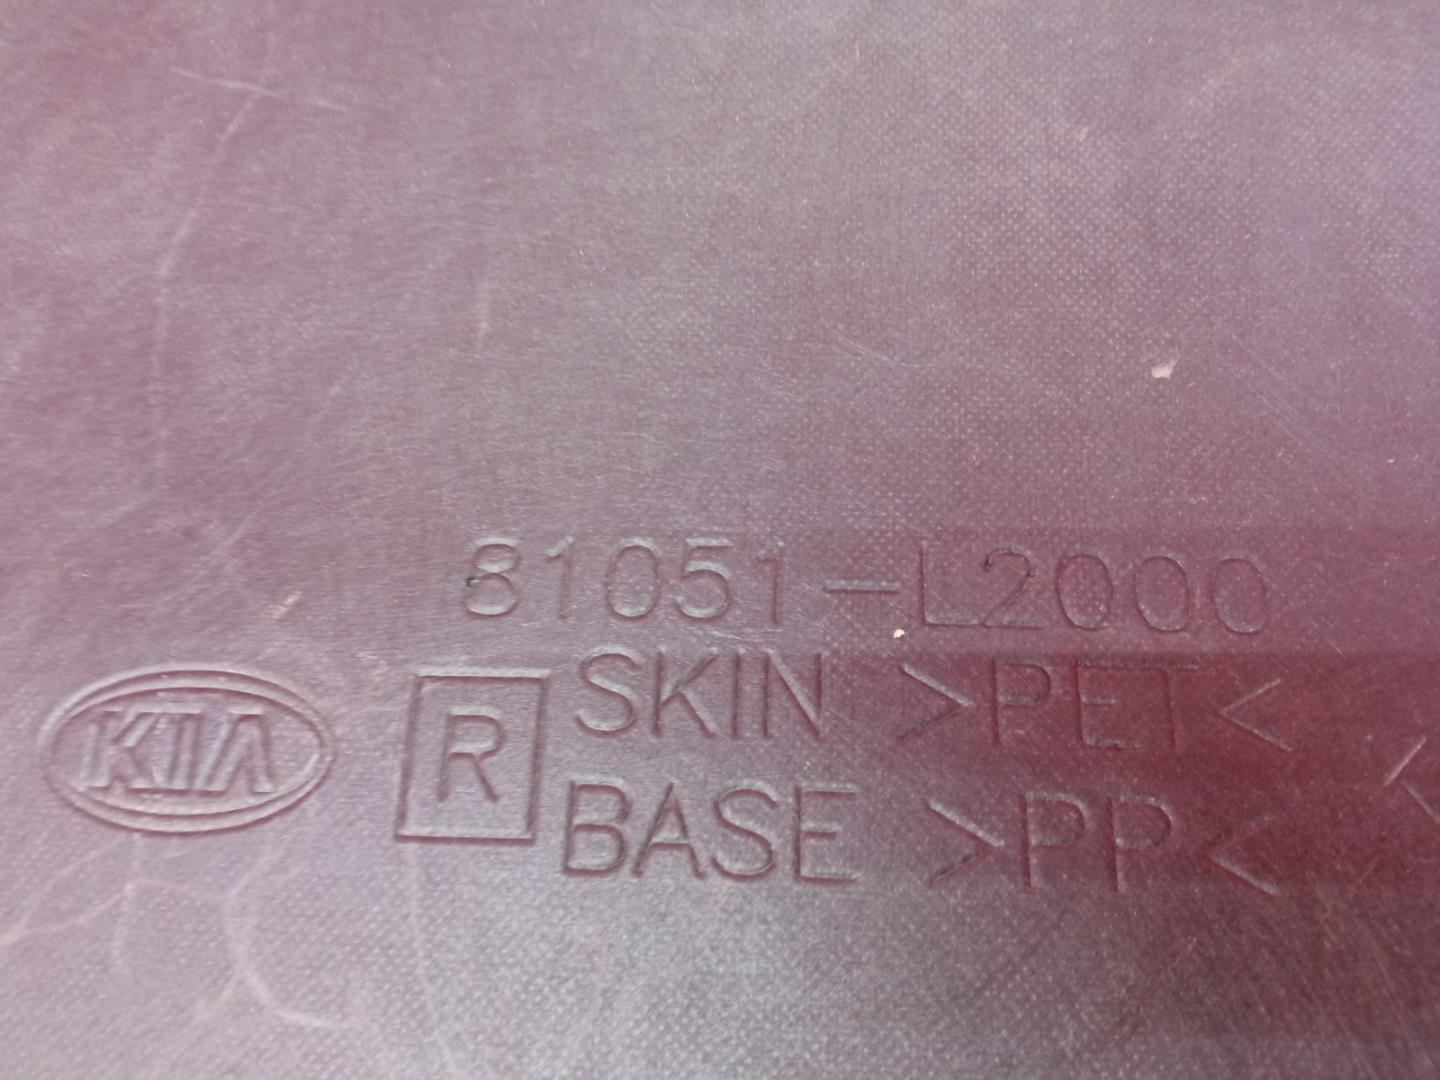 81051-L2000
KIA R SKIN >PET<
BASE >PP<